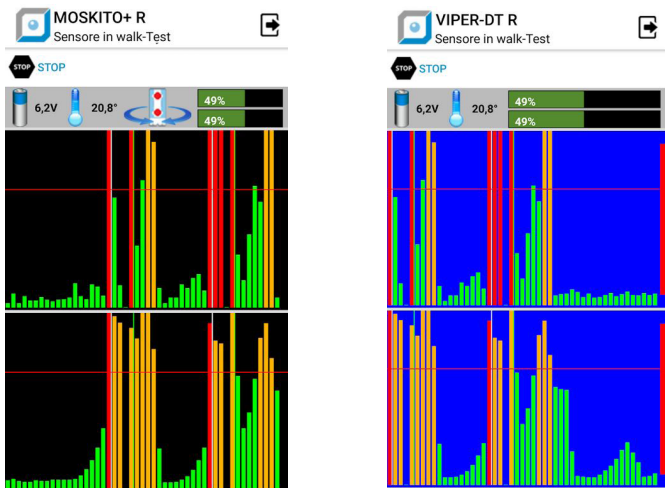 MOSKITO+ R
Sensore in walk-Test
STOP STOP
6,2V 20,8° 49%
49%
VIPER-DT R
Sensore in walk-Test
STOP STOP
6,2V 20,8° 49%
49%